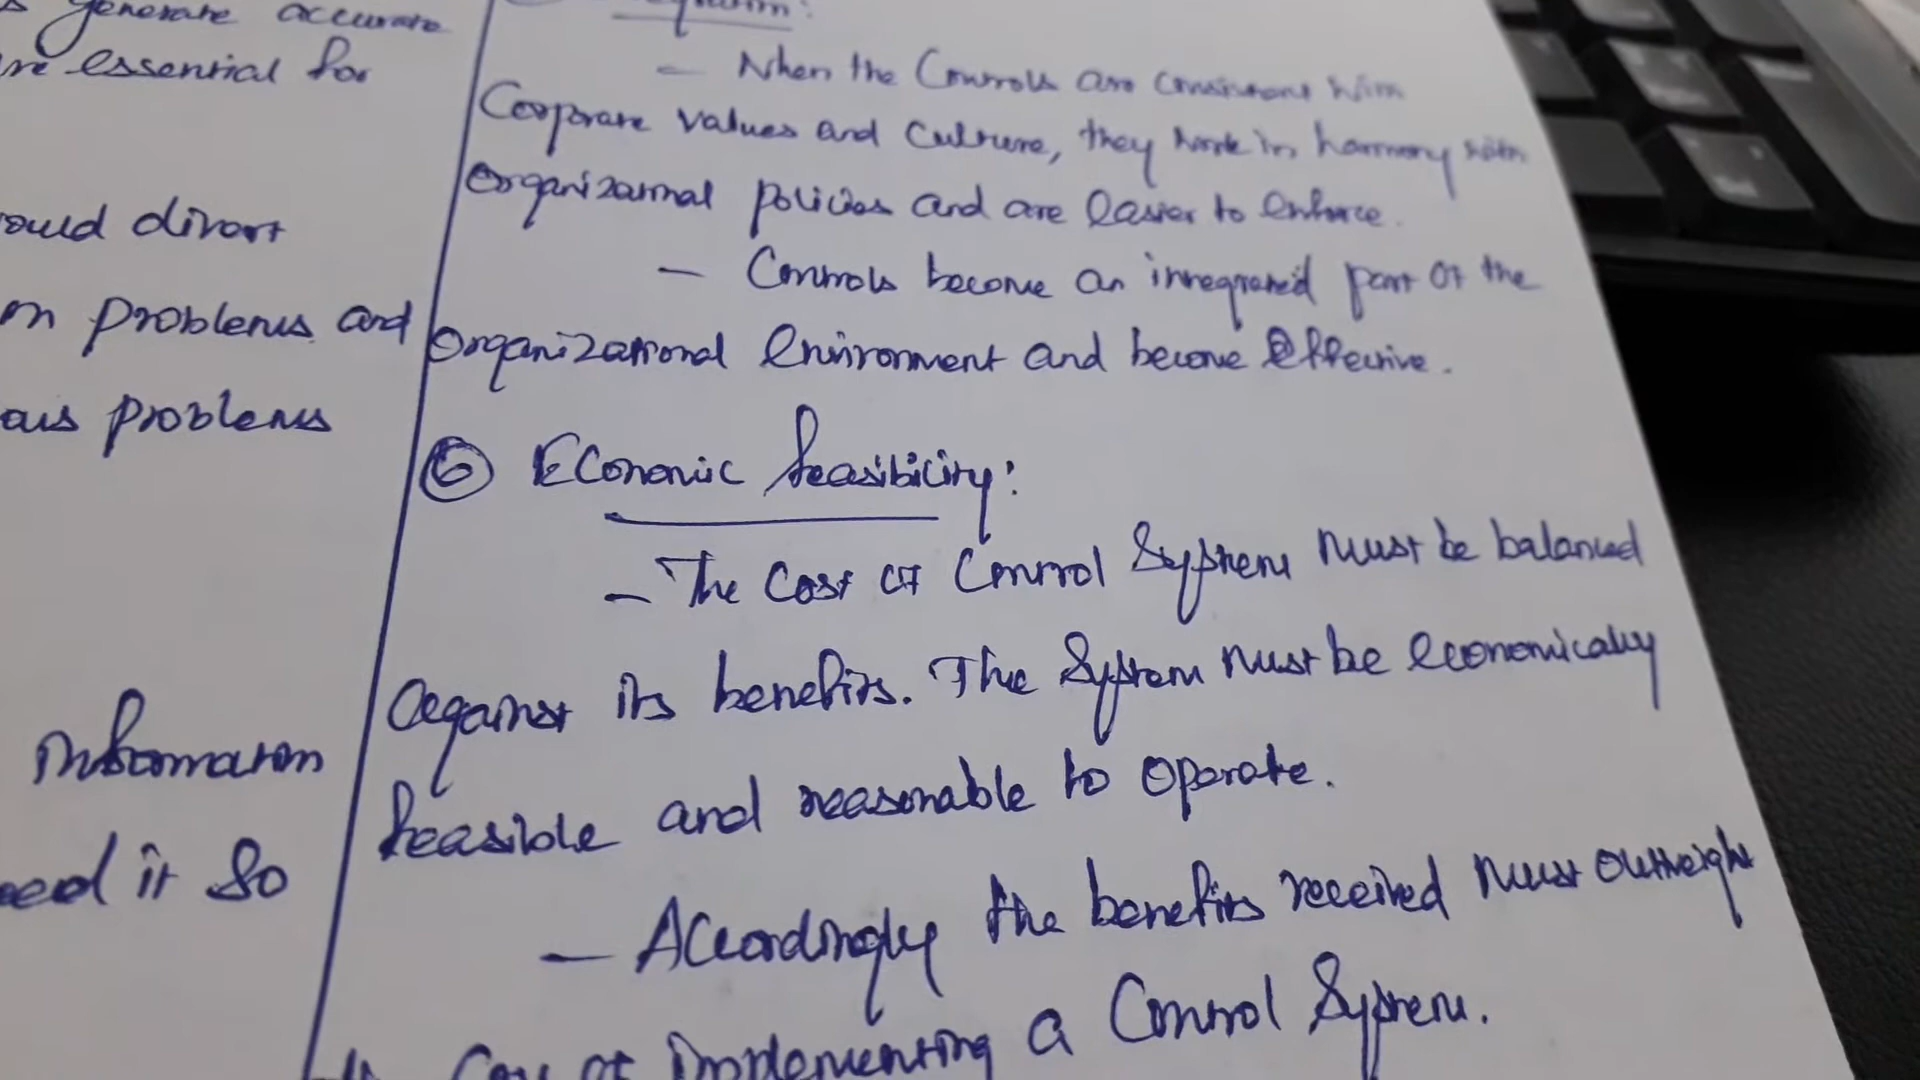 generate accurate
essential for
divert
problems and
problems
Information
it so
- When the Controls are consistent with
Corporate values and Culture, they work in harmony with
organizational policies and are easier to enforce.
- Controls become an integrated part of the
organizational environment and become effective.
6 Economic feasibility:
- The Cost of Control System must be balanced
against its benefits. The System must be economically
feasible and reasonable to operate.
- Accordingly the benefits received must outweigh
Cost of implementing a Control System.